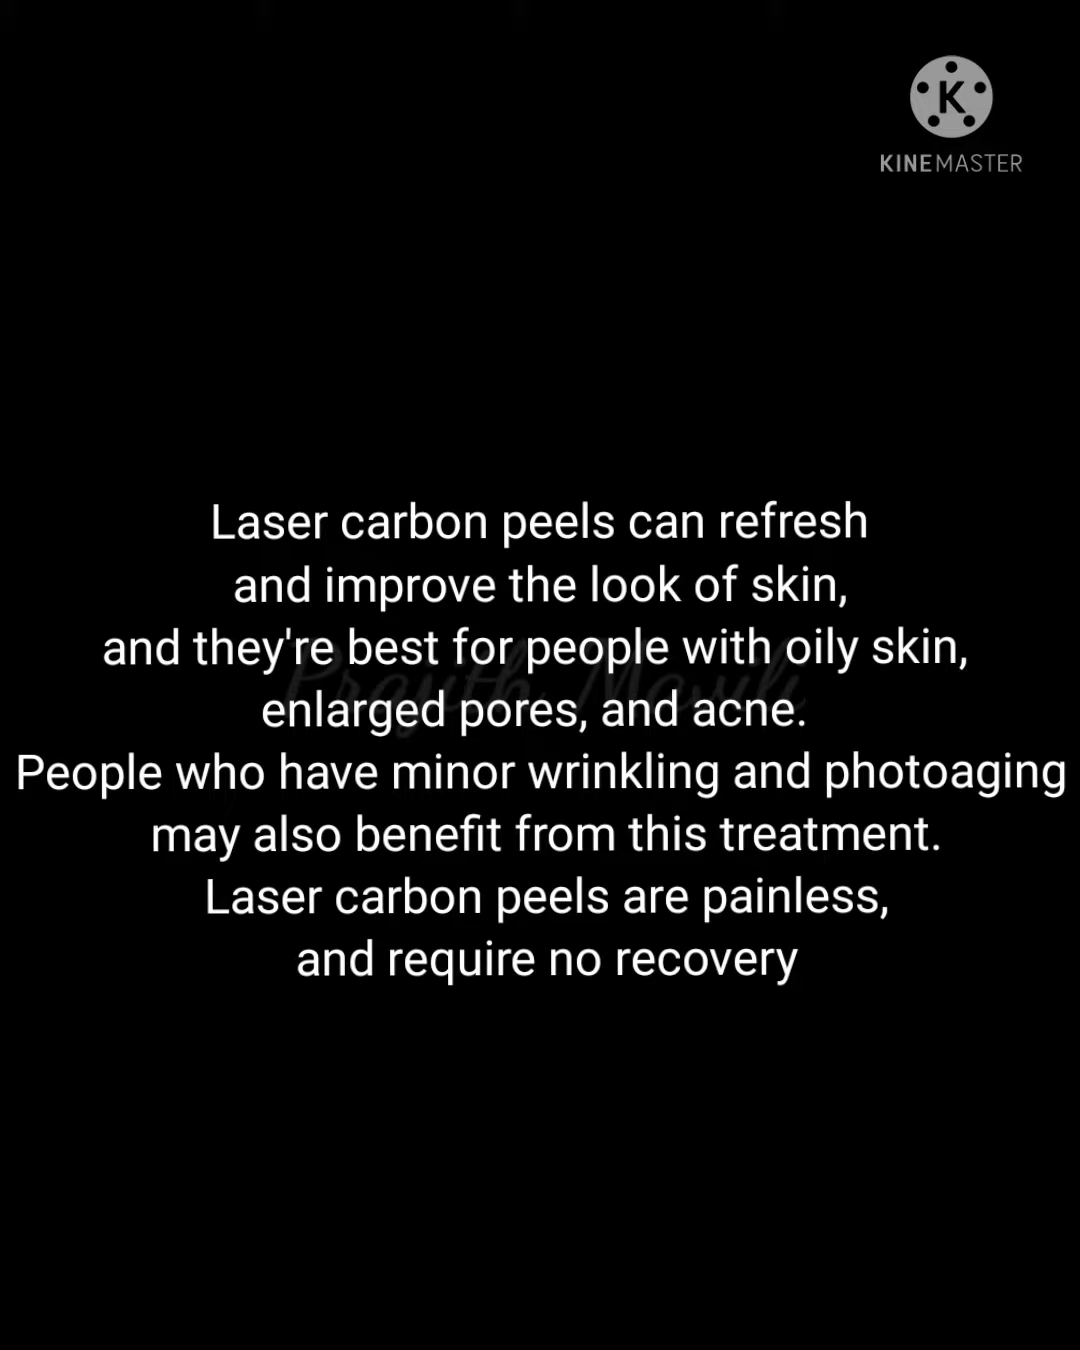 K
KINEMASTER
Laser carbon peels can refresh
and improve the look of skin,
and they're best for people with oily skin,
Prajith Mavili
enlarged pores, and acne.
People who have minor wrinkling and photoaging
may also benefit from this treatment.
Laser carbon peels are painless,
and require no recovery